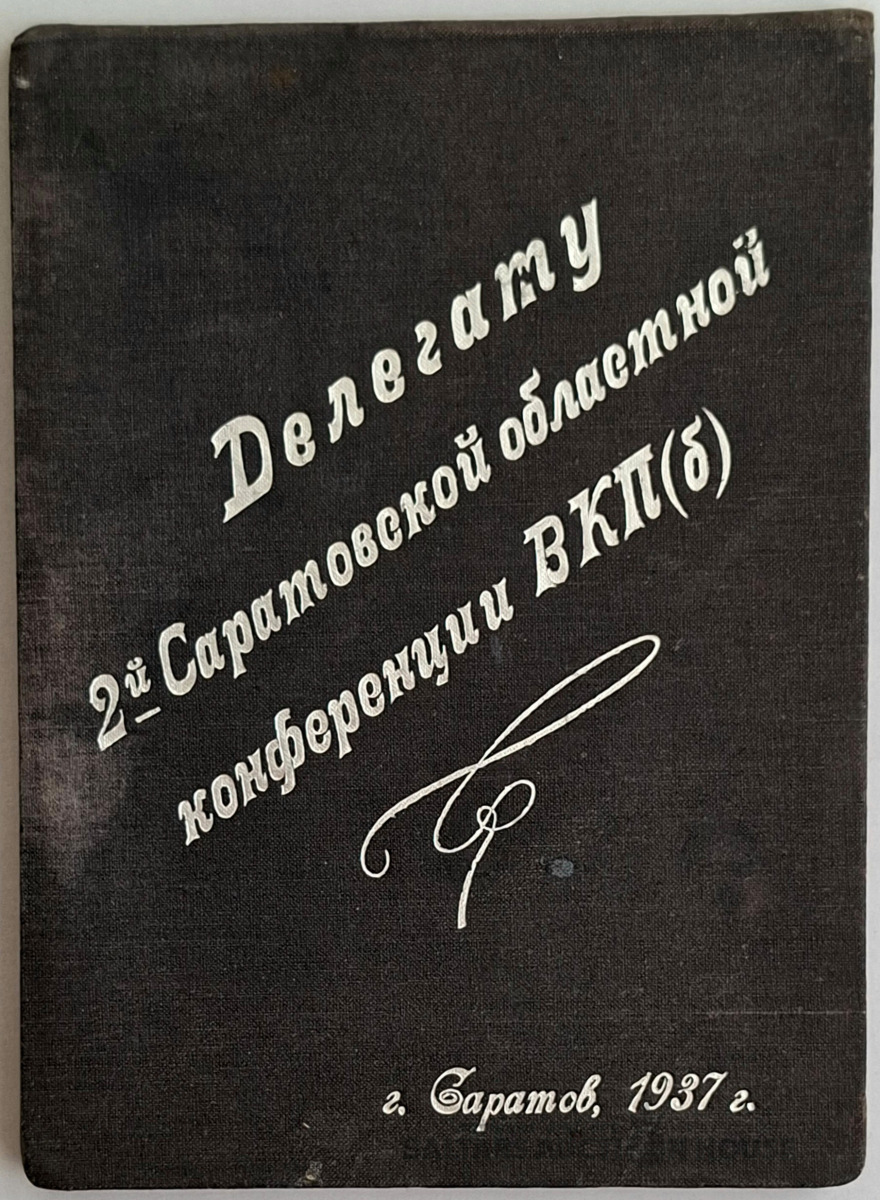 Делегату
2й Саратовской областной
конференции ВКП(б)
г. Саратов, 1937 г.